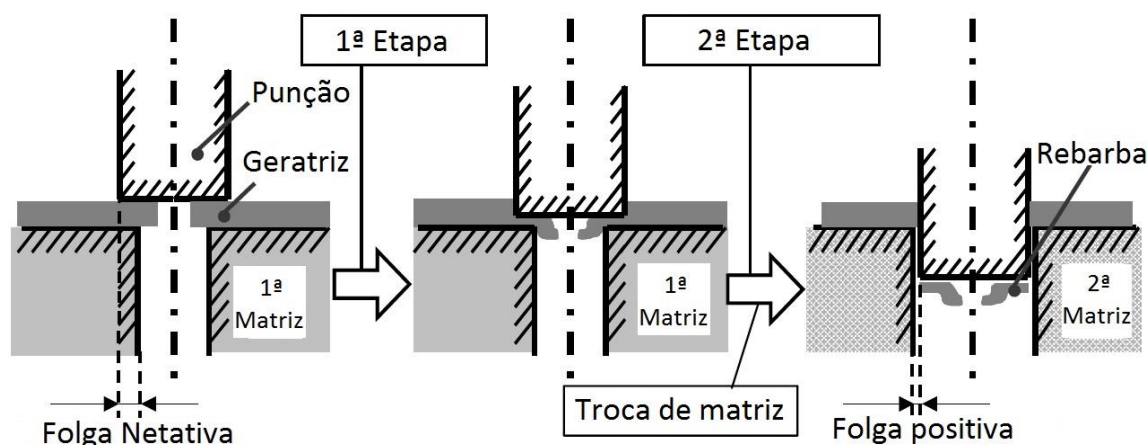 1ª Etapa
2ª Etapa
Punção
Geratriz
Rebarba
1ª
Matriz
1ª
Matriz
2ª
Matriz
Troca de matriz
Folga Netativa
Folga positiva